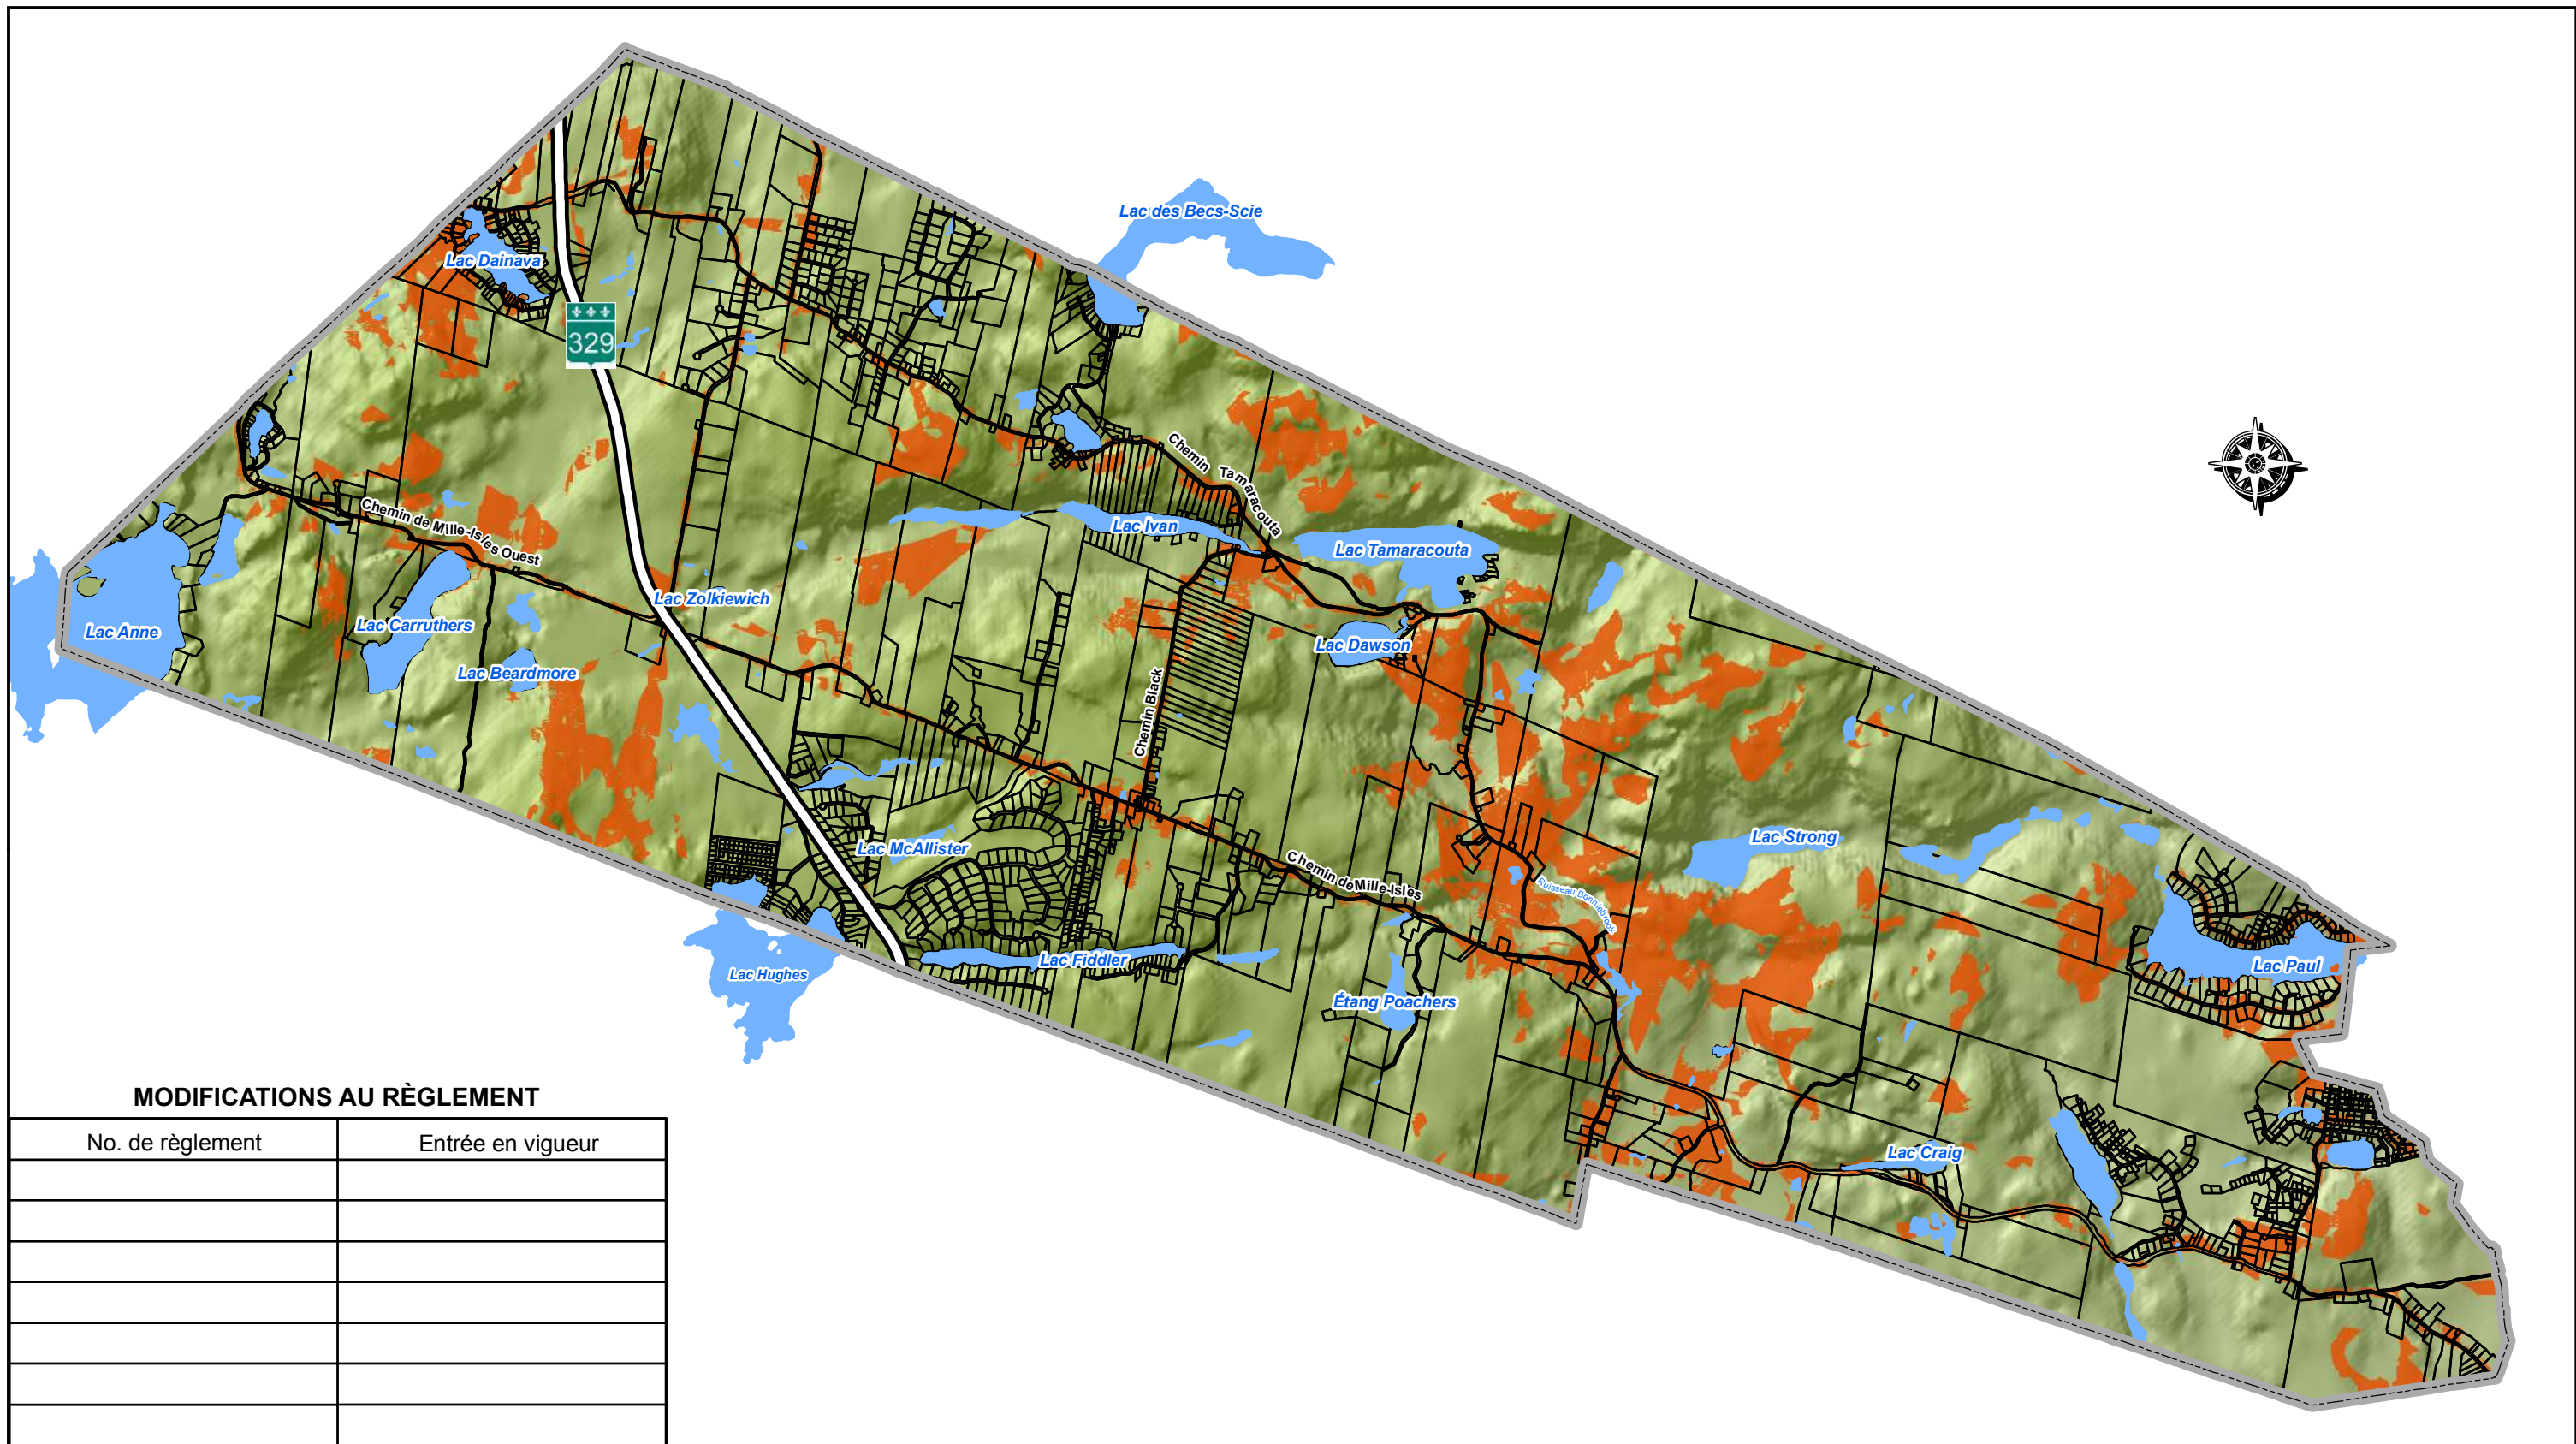 Lac des Becs-Scie
Lac Dainava
329
Chemin Tamaracouta
Chemin de Mille-Isles Ouest
Lac Ivan
Lac Tamaracouta
Lac Zolkiewich
Lac Anne
Lac Carruthers
Lac Dawson
Lac Beardmore
Chemin Black
Lac Strong
Lac McAllister
Chemin de Mille-Isles
Ruisseau Bonniebrook
Lac Fiddler
Lac Paul
Lac Hughes
Étang Poachers
MODIFICATIONS AU RÈGLEMENT
No. de règlement
Entrée en vigueur
Lac Craig